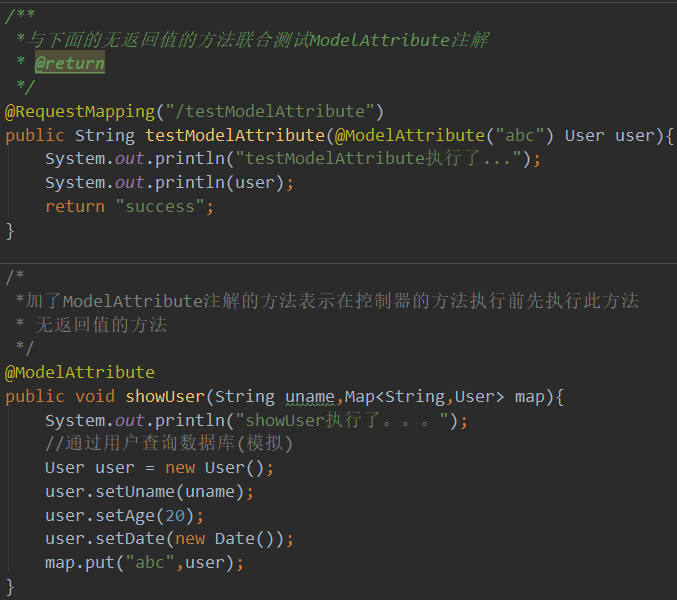 /**
 *与下面的无返回值的方法联合测试ModelAttribute注解
 * @return
 */
@RequestMapping("/testModelAttribute")
public String testModelAttribute(@ModelAttribute("abc") User user){
    System.out.println("testModelAttribute执行了...");
    System.out.println(user);
    return "success";
}
/*
 *加了ModelAttribute注解的方法表示在控制器的方法执行前先执行此方法
 * 无返回值的方法
 */
@ModelAttribute
public void showUser(String uname,Map<String,User> map){
    System.out.println("showUser执行了。。。");
    //通过用户查询数据库(模拟)
    User user = new User();
    user.setUname(uname);
    user.setAge(20);
    user.setDate(new Date());
    map.put("abc",user);
}